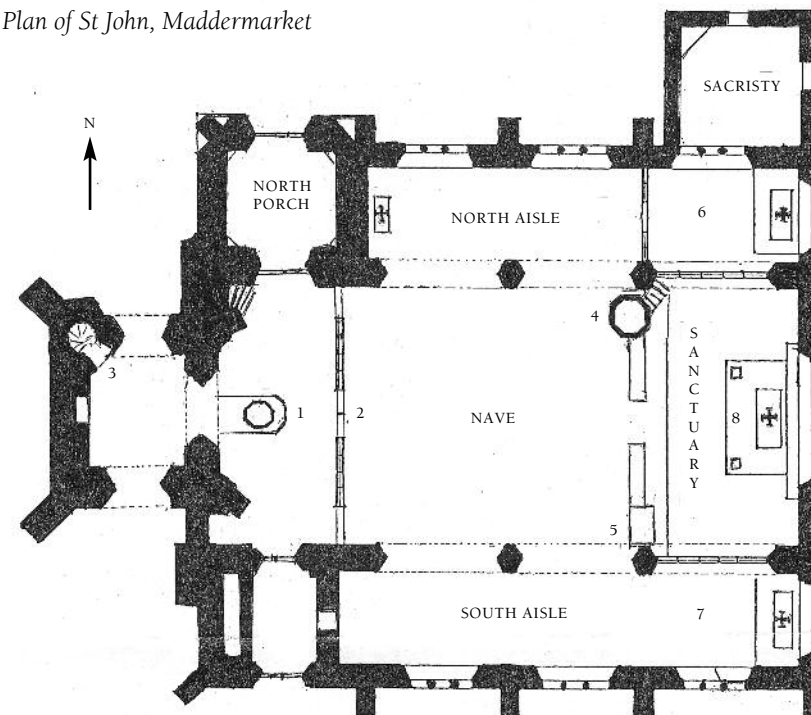 Plan of St John, Maddermarket
N
SACRISTY
NORTH
PORCH
NORTH AISLE
6
4
3
1
2
NAVE
SANCTUARY
8
5
SOUTH AISLE
7